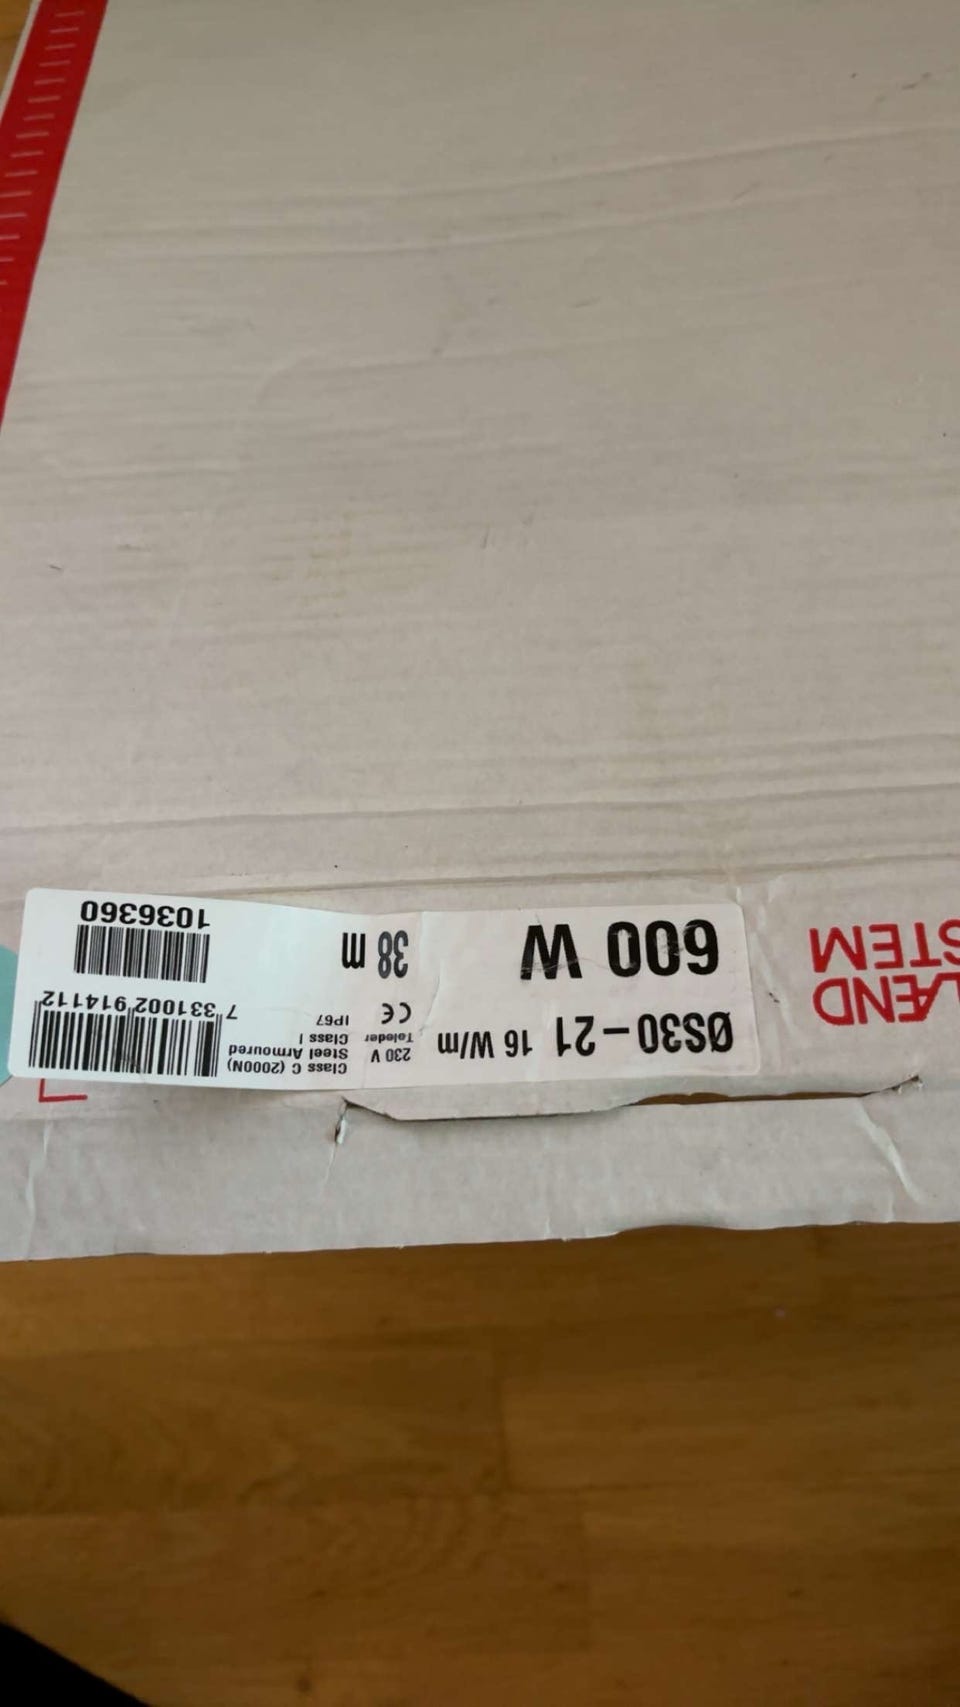 ØS30-21 16 W/m
600 W
230 V
Toleder
CE
38 m
Class C (2000N)
Steel Armoured
Class I
IP67
7 331002 914112
1036360
ÆND
STEM